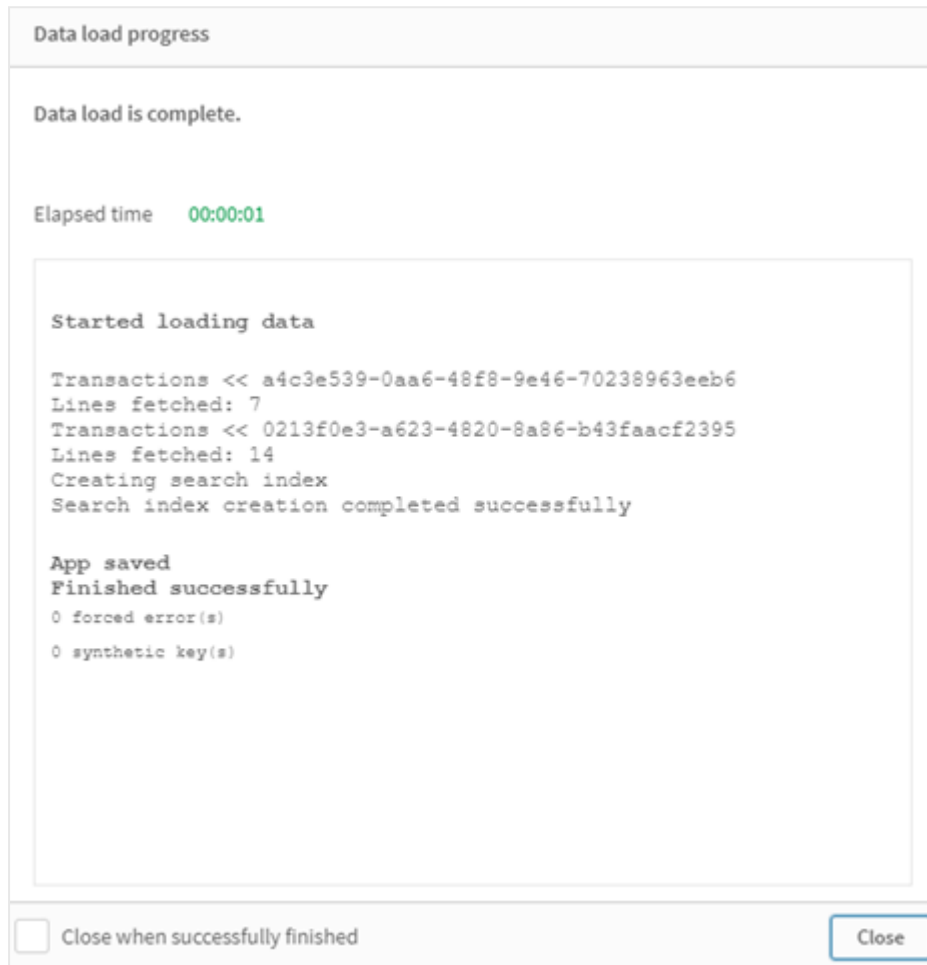 Data load progress
Data load is complete.
Elapsed time 00:00:01
Started loading data
Transactions << a4c3e539-0aa6-48f8-9e46-70238963eeb6
Lines fetched: 7
Transactions << 0213f0e3-a623-4820-8a86-b43faacf2395
Lines fetched: 14
Creating search index
Search index creation completed successfully
App saved
Finished successfully
0 forced error(s)
0 synthetic key(s)
Close when successfully finished
Close